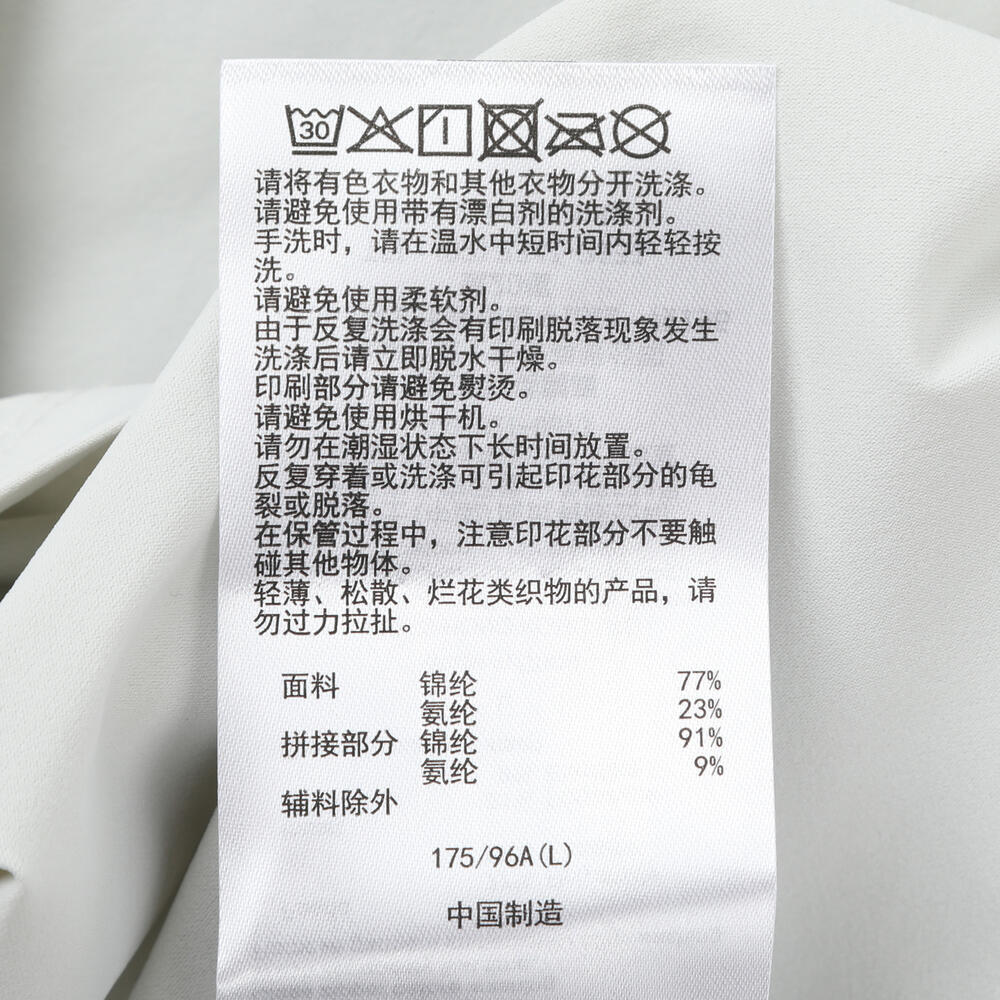 30
请将有色衣物和其他衣物分开洗涤。
请避免使用带有漂白剂的洗涤剂。
手洗时，请在温水中短时间内轻轻按
洗。
请避免使用柔软剂。
由于反复洗涤会有印刷脱落现象发生
洗涤后请立即脱水干燥。
印刷部分请避免熨烫。
请避免使用烘干机。
请勿在潮湿状态下长时间放置。
反复穿着或洗涤可引起印花部分的龟
裂或脱落。
在保管过程中，注意印花部分不要触
碰其他物体。
轻薄、松散、烂花类织物的产品，请
勿过力拉扯。
面料 锦纶 77%
氨纶 23%
拼接部分 锦纶 91%
氨纶 9%
辅料除外
175/96A(L)
中国制造